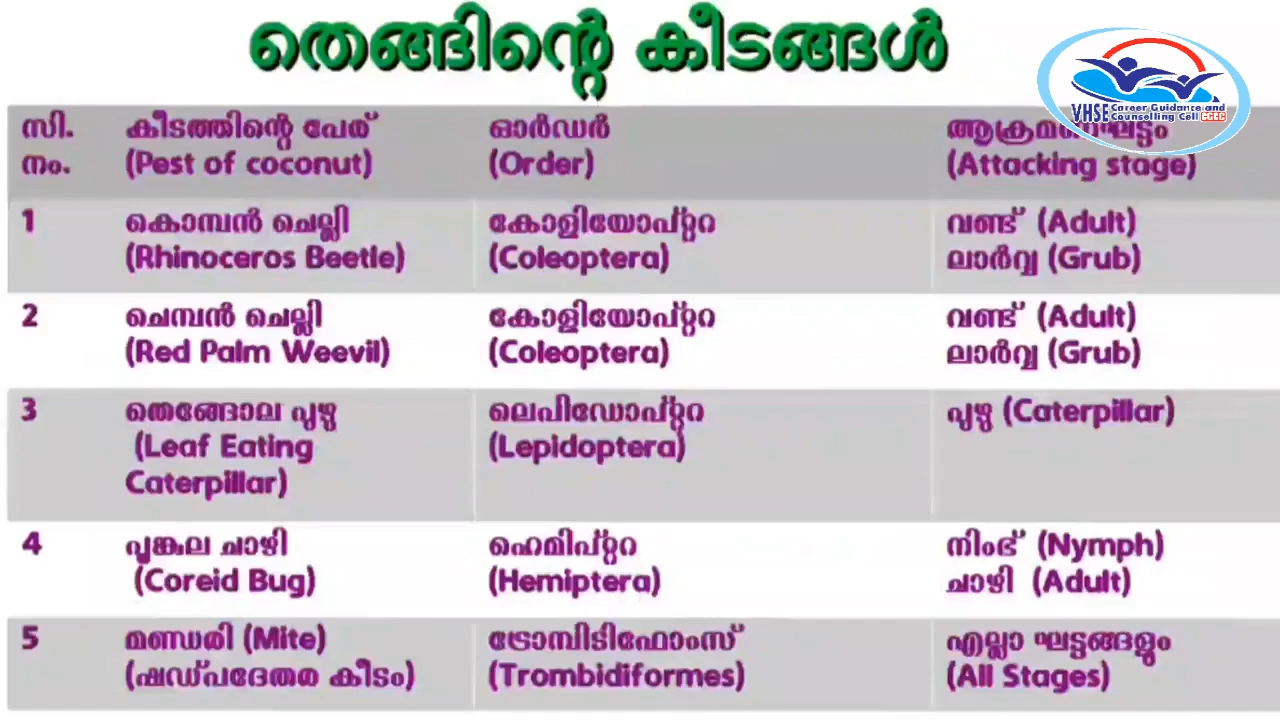 തെങ്ങിന്റെ കീടങ്ങൾ
VHSE Career Guidance and
Counselling Cell CGCC
സി.
നം.
കീടത്തിന്റെ പേര്
(Pest of coconut)
ഓർഡർ
(Order)
ആക്രമണഘട്ടം
(Attacking stage)
1
കൊമ്പൻ ചെല്ലി
(Rhinoceros Beetle)
കോളിയോപ്റ്ററ
(Coleoptera)
വണ്ട് (Adult)
ലാർവ്വ (Grub)
2
ചെമ്പൻ ചെല്ലി
(Red Palm Weevil)
കോളിയോപ്റ്ററ
(Coleoptera)
വണ്ട് (Adult)
ലാർവ്വ (Grub)
3
തെങ്ങോല പുഴു
(Leaf Eating
Caterpillar)
ലെപിഡോപ്റ്ററ
(Lepidoptera)
പുഴു (Caterpillar)
4
പൂങ്കുല ചാഴി
(Coreid Bug)
ഹെമിപ്റ്ററ
(Hemiptera)
നിംഭ് (Nymph)
ചാഴി (Adult)
5
മണ്ഡരി (Mite)
(ഷഡ്പദേതര കീടം)
ട്രോമ്പിടിഫോംസ്
(Trombidiformes)
എല്ലാ ഘട്ടങ്ങളും
(All Stages)